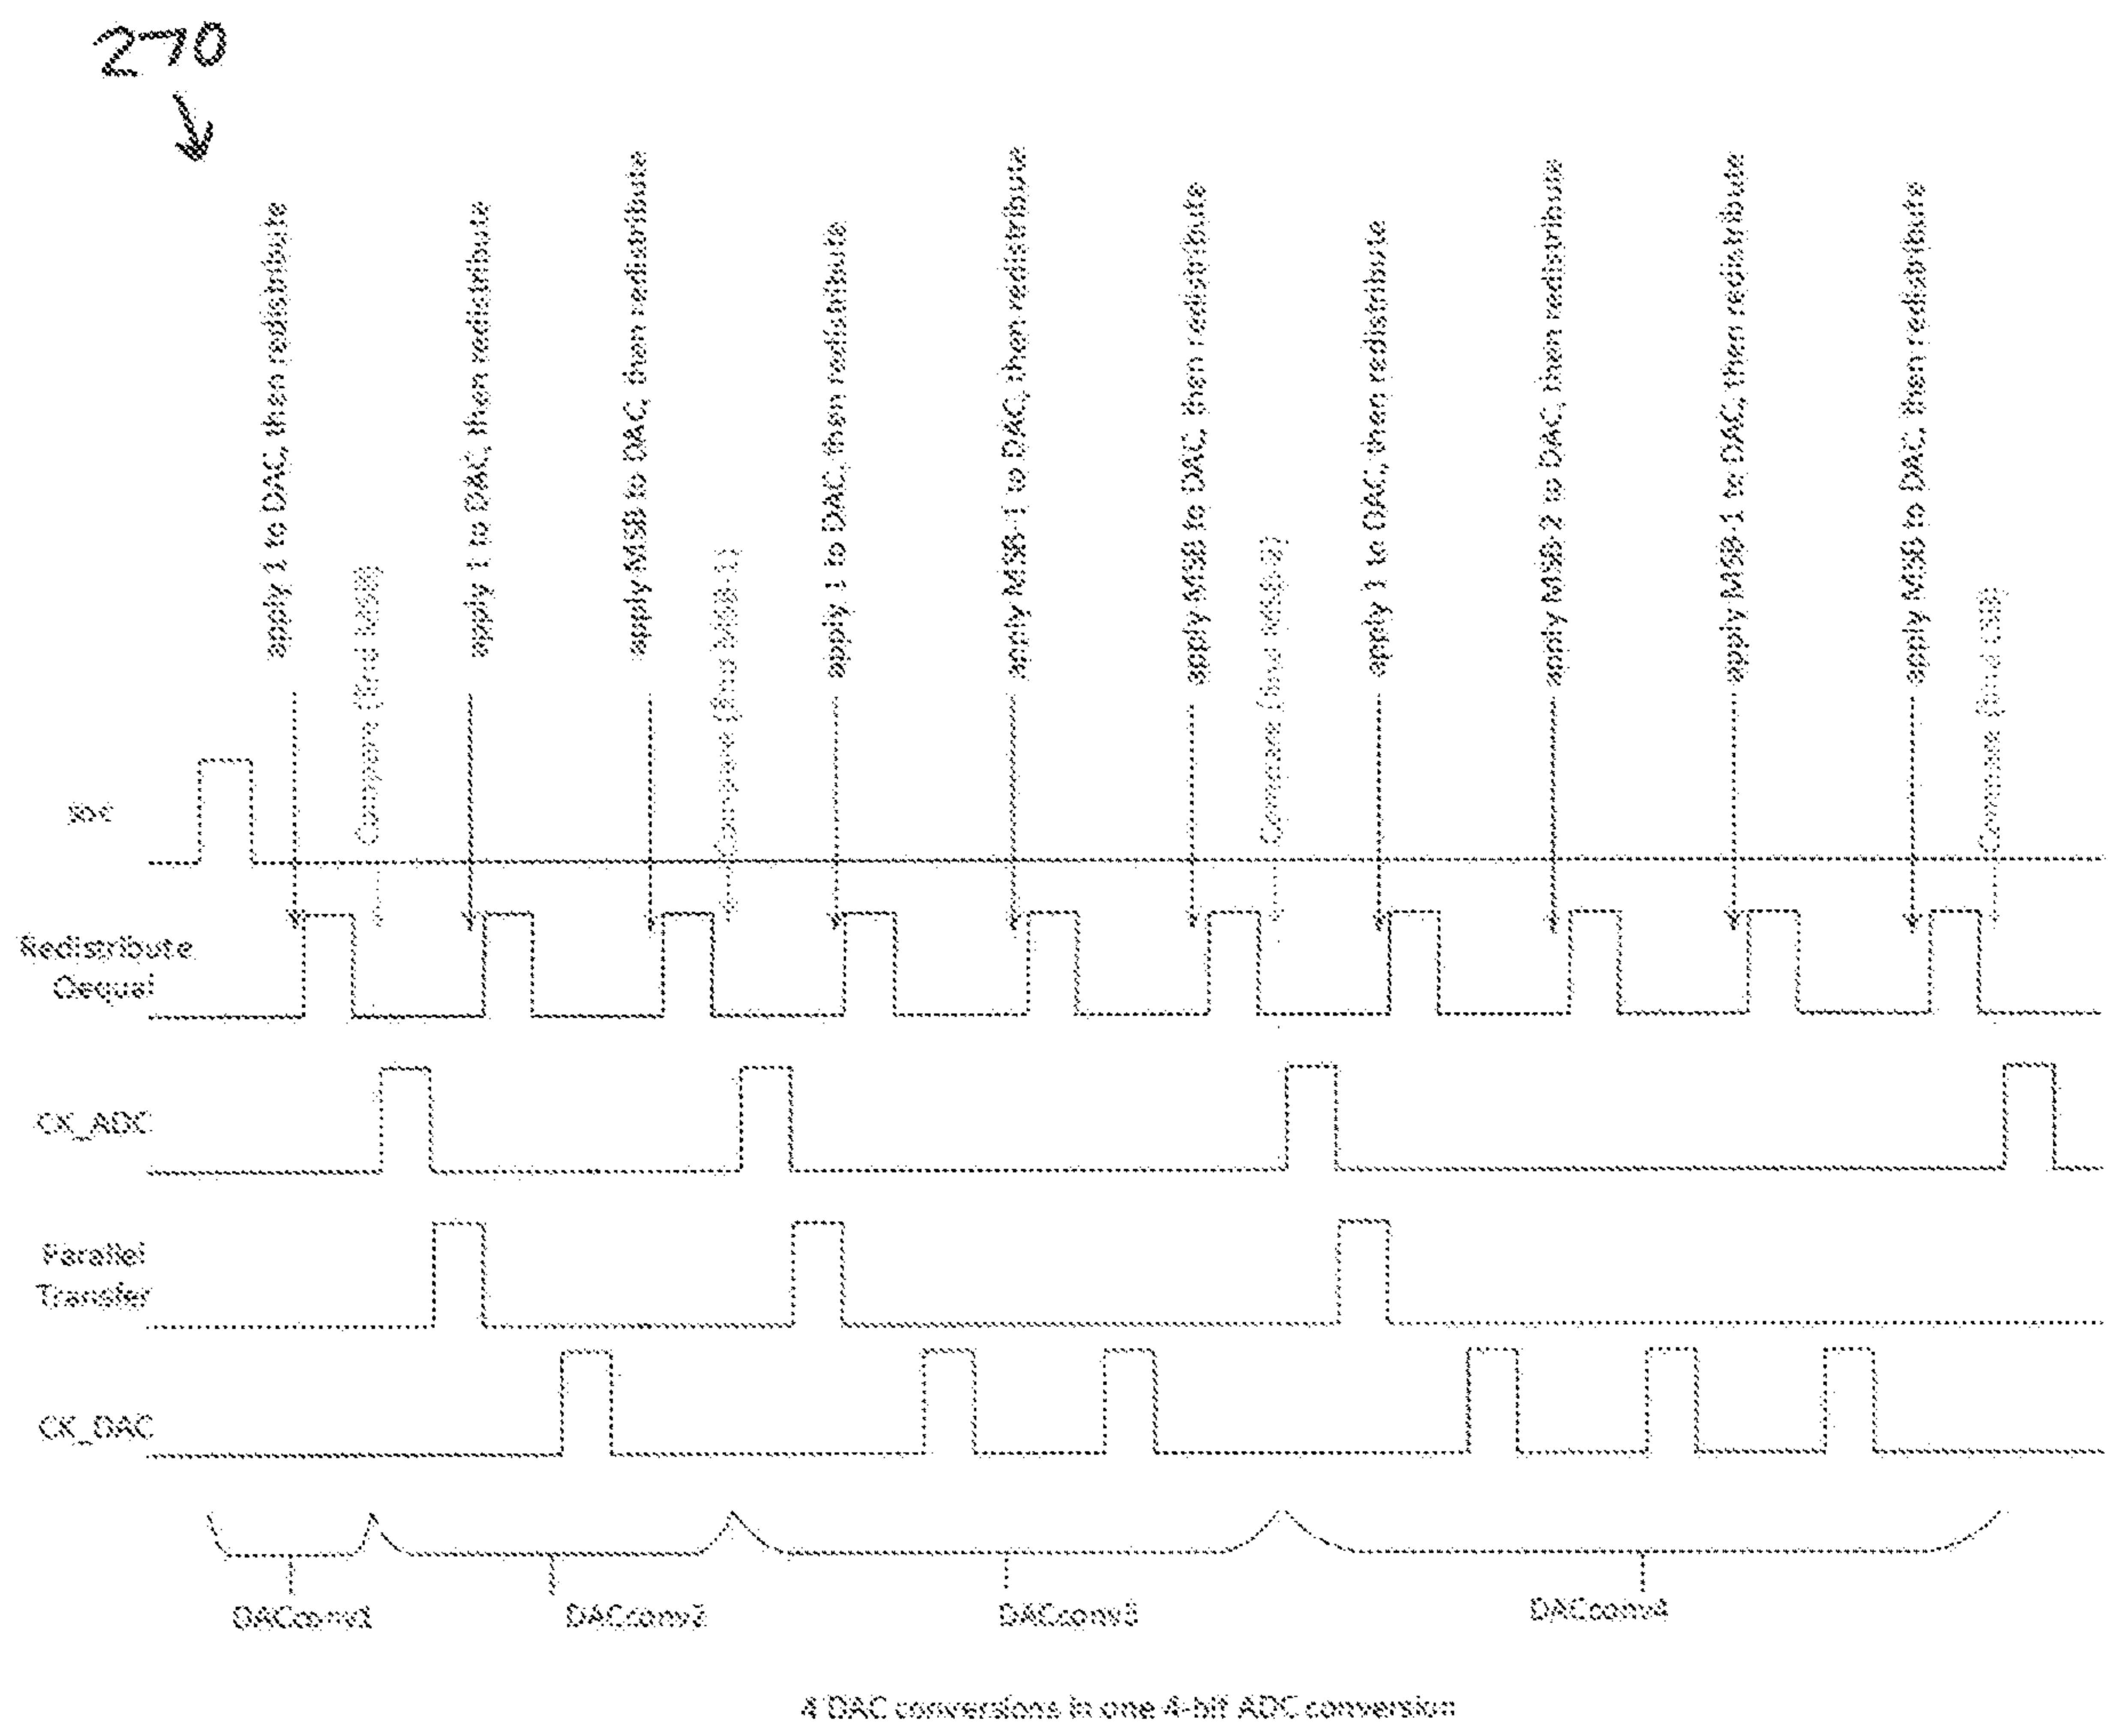 270
apply 1 to DAC, then redistribute
Compare (find MSB)
apply 1 to DAC, then redistribute
apply MSB to DAC, then redistribute
Compare (find MSB-1)
apply 1 to DAC, then redistribute
apply MSB-1 to DAC, then redistribute
apply MSB to DAC, then redistribute
Compare (find MSB-2)
apply 1 to DAC, then redistribute
apply MSB-2 to DAC, then redistribute
apply MSB-1 to DAC, then redistribute
apply MSB to DAC, then redistribute
Compare (find LSB)
Redistribute
Qequal
CK_ADC
Parallel
Transfer
CK_DAC
DACconv1
DACconv2
DACconv3
DACconv4
4 DAC conversions in one 4-bit ADC conversion